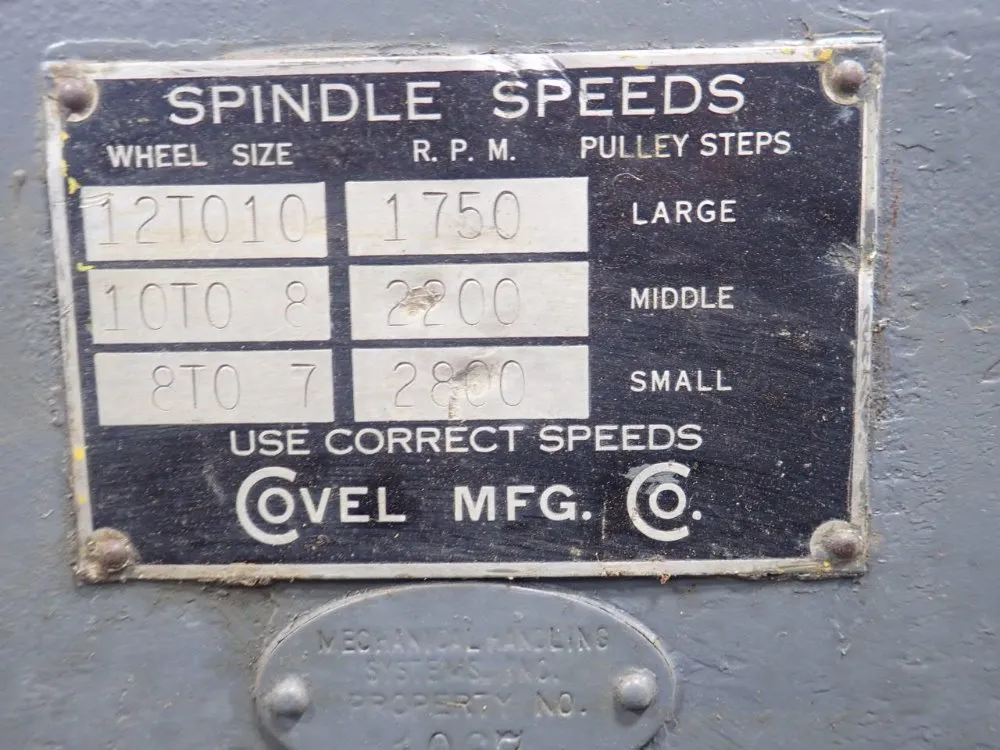 SPINDLE SPEEDS
WHEEL SIZE R. P. M. PULLEY STEPS
12TO10 1750 LARGE
10TO 8 2200 MIDDLE
8TO 7 2800 SMALL
USE CORRECT SPEEDS
COVEL MFG. CO.
MECHANICAL HANDLING
SYSTEMS INC.
PROPERTY NO.